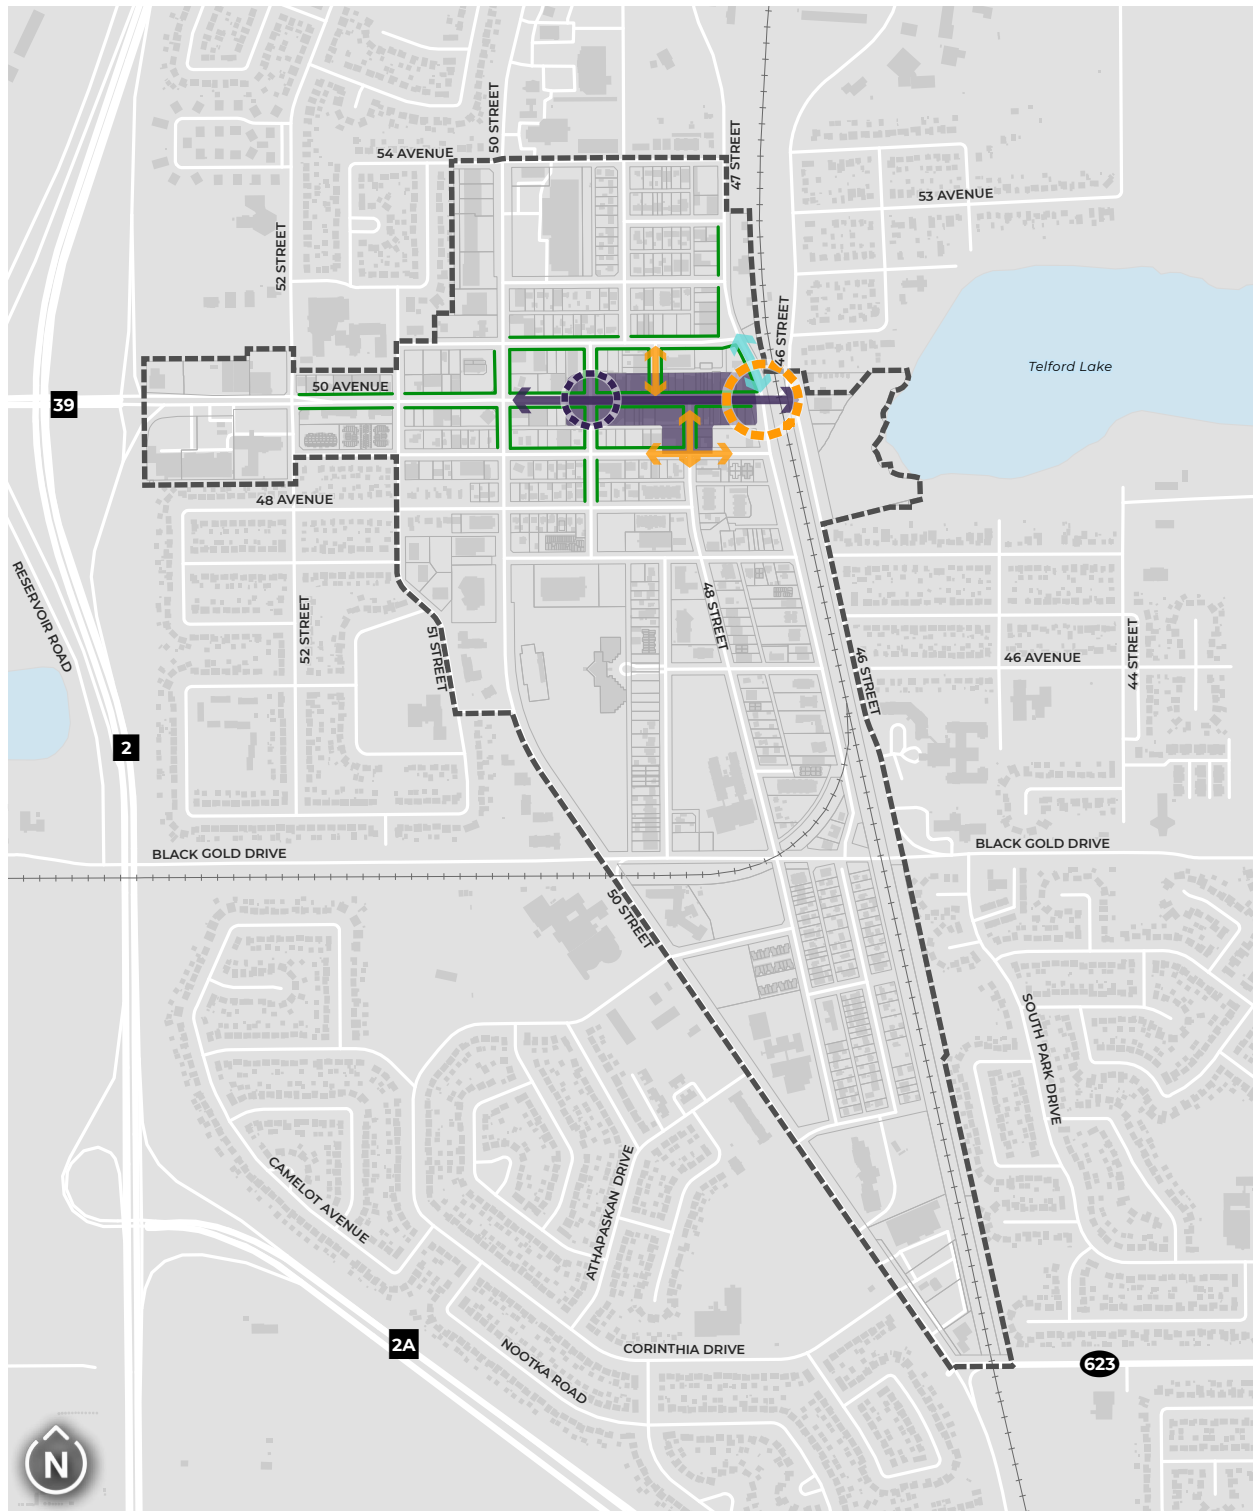 50 STREET
54 AVENUE
47 STREET
53 AVENUE
52 STREET
46 STREET
Telford Lake
50 AVENUE
39
48 AVENUE
RESERVOIR ROAD
52 STREET
51 STREET
48 STREET
46 STREET
46 AVENUE
44 STREET
2
BLACK GOLD DRIVE
BLACK GOLD DRIVE
50 STREET
SOUTH PARK DRIVE
CAMELOT AVENUE
ATHAPASKAN DRIVE
2A
NOOTKA ROAD
CORINTHIA DRIVE
623
N